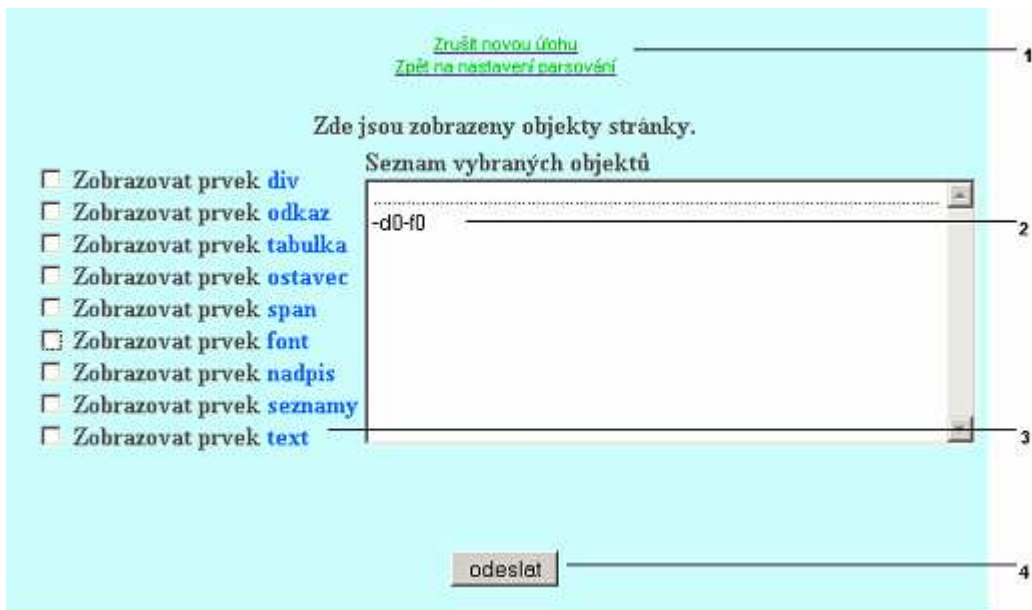 Zrušit novou úlohu
1
Zpět na nastavení parsování
Zde jsou zobrazeny objekty stránky.
Seznam vybraných objektů
Zobrazovat prvek div
Zobrazovat prvek odkaz
-d0-f0
2
Zobrazovat prvek tabulka
Zobrazovat prvek ostavec
Zobrazovat prvek span
Zobrazovat prvek font
Zobrazovat prvek nadpis
Zobrazovat prvek seznamy
Zobrazovat prvek text
3
odeslat
4